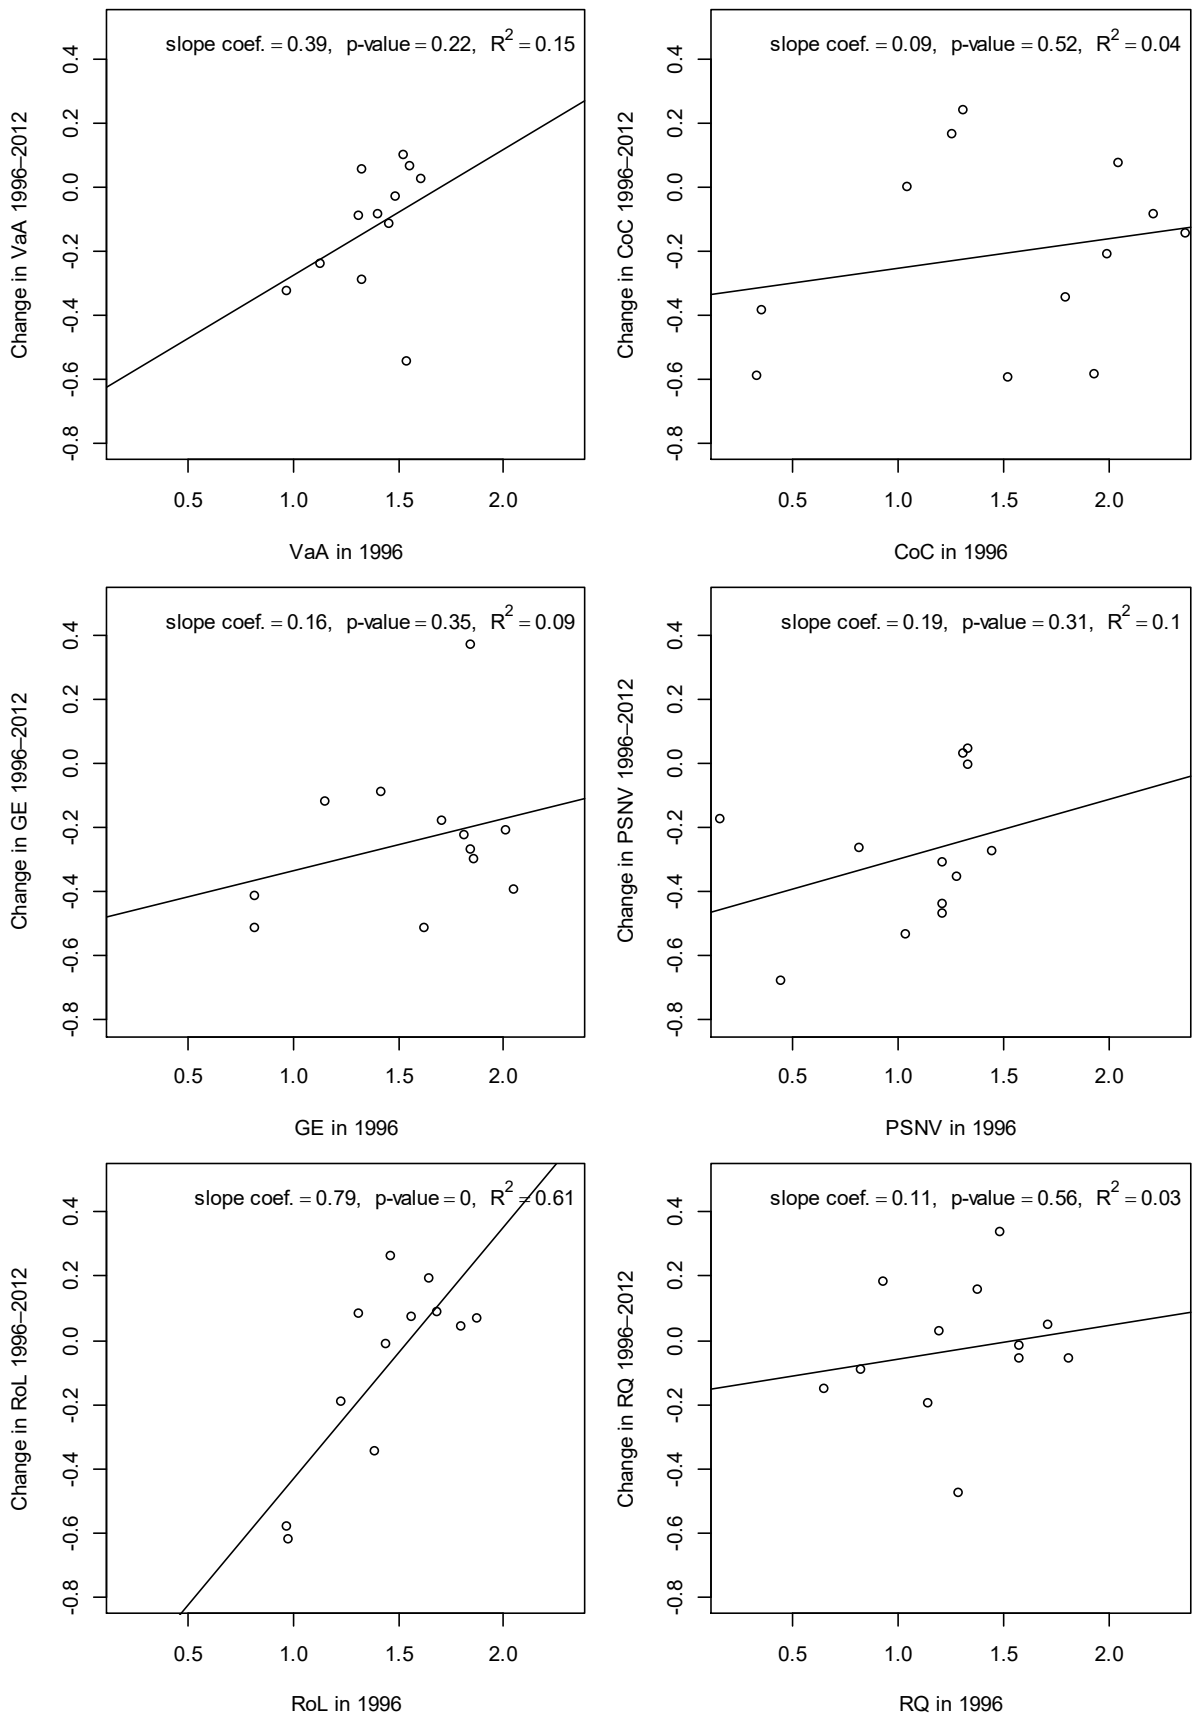 slope coef. = 0.39, p-value = 0.22, R2 = 0.15
Change in VaA 1996–2012
0.4
0.2
0.0
-0.2
-0.4
-0.6
-0.8
0.5 1.0 1.5 2.0
VaA in 1996
slope coef. = 0.09, p-value = 0.52, R2 = 0.04
Change in CoC 1996–2012
0.4
0.2
0.0
-0.2
-0.4
-0.6
-0.8
0.5 1.0 1.5 2.0
CoC in 1996
slope coef. = 0.16, p-value = 0.35, R2 = 0.09
Change in GE 1996–2012
0.4
0.2
0.0
-0.2
-0.4
-0.6
-0.8
0.5 1.0 1.5 2.0
GE in 1996
slope coef. = 0.19, p-value = 0.31, R2 = 0.1
Change in PSNV 1996–2012
0.4
0.2
0.0
-0.2
-0.4
-0.6
-0.8
0.5 1.0 1.5 2.0
PSNV in 1996
slope coef. = 0.79, p-value = 0, R2 = 0.61
Change in RoL 1996–2012
0.4
0.2
0.0
-0.2
-0.4
-0.6
-0.8
0.5 1.0 1.5 2.0
RoL in 1996
slope coef. = 0.11, p-value = 0.56, R2 = 0.03
Change in RQ 1996–2012
0.4
0.2
0.0
-0.2
-0.4
-0.6
-0.8
0.5 1.0 1.5 2.0
RQ in 1996